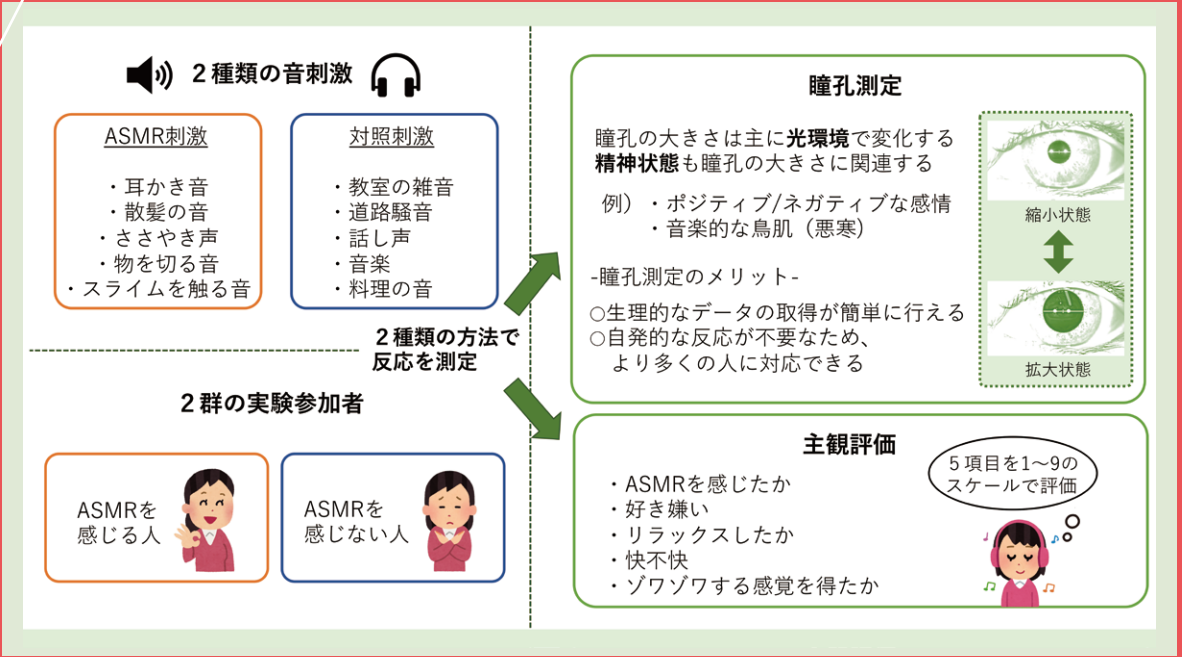 ２種類の音刺激
ASMR刺激
・耳かき音
・散髪の音
・ささやき声
・物を切る音
・スライムを触る音
対照刺激
・教室の雑音
・道路騒音
・話し声
・音楽
・料理の音
２種類の方法で
反応を測定
２群の実験参加者
ASMRを
感じる人
ASMRを
感じない人
瞳孔測定
瞳孔の大きさは主に光環境で変化する
精神状態も瞳孔の大きさに関連する
例）・ポジティブ/ネガティブな感情
・音楽的な鳥肌（悪寒）
-瞳孔測定のメリット-
○生理的なデータの取得が簡単に行える
○自発的な反応が不要なため、
より多くの人に対応できる
縮小状態
拡大状態
主観評価
・ASMRを感じたか
・好き嫌い
・リラックスしたか
・快不快
・ゾワゾワする感覚を得たか
５項目を1～9の
スケールで評価